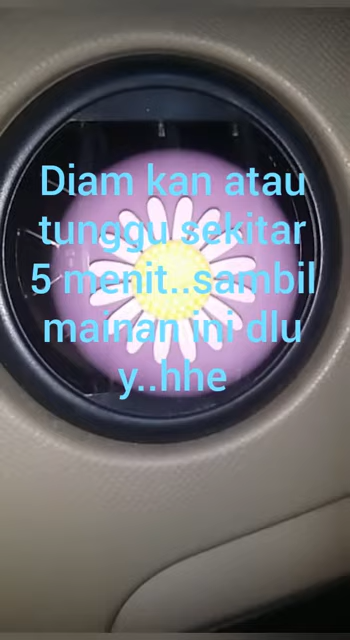 Diam kan atau
tunggu sekitar
5 menit..sambil
mainan ini dlu
y..hhe